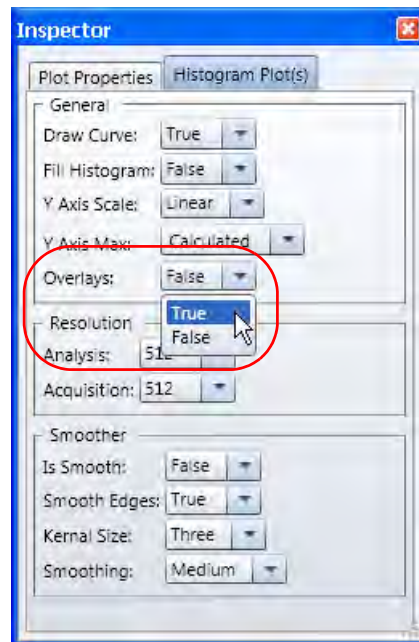 Inspector
Plot Properties Histogram Plot(s)
General
Draw Curve: True
Fill Histogram: False
Y Axis Scale: Linear
Y Axis Max: Calculated
Overlays: False
True
False
Resolution
Analysis: 512
Acquisition: 512
Smoother
Is Smooth: False
Smooth Edges: True
Kernal Size: Three
Smoothing: Medium